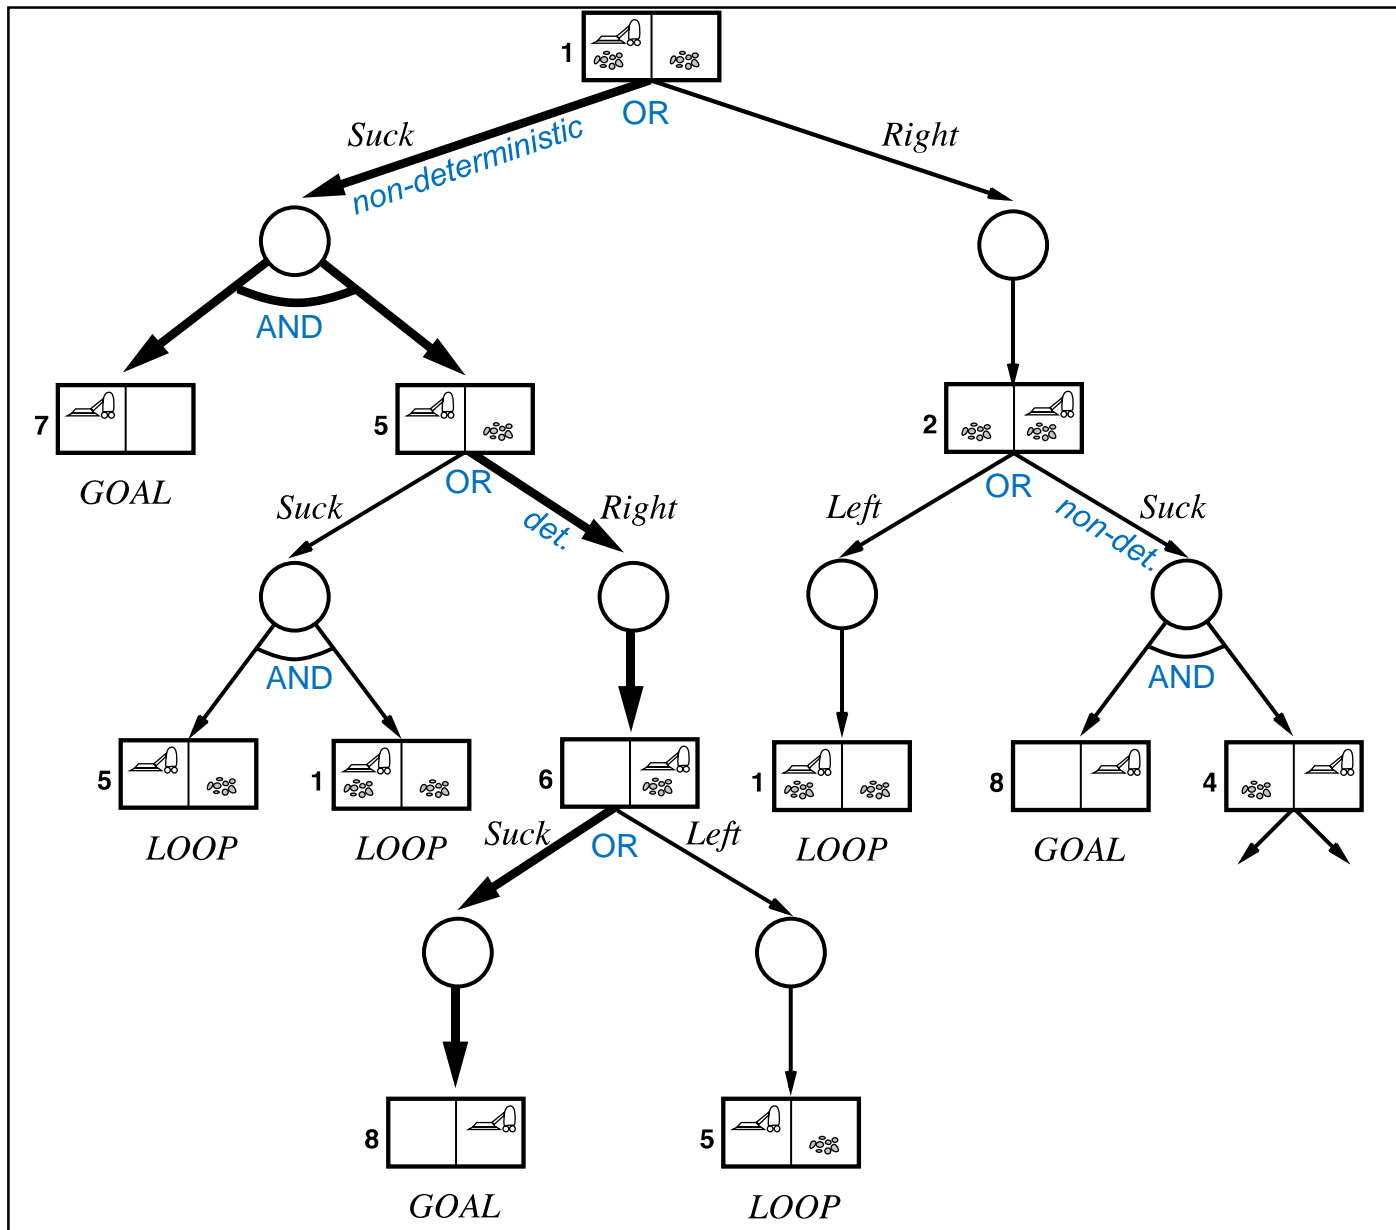 1
OR
Suck
Right
non-deterministic
AND
7
5
2
GOAL
OR
OR
Suck
det.
Right
Left
non-det.
Suck
AND
AND
5
1
6
1
8
4
LOOP
LOOP
Suck
OR
Left
LOOP
GOAL
8
5
GOAL
LOOP